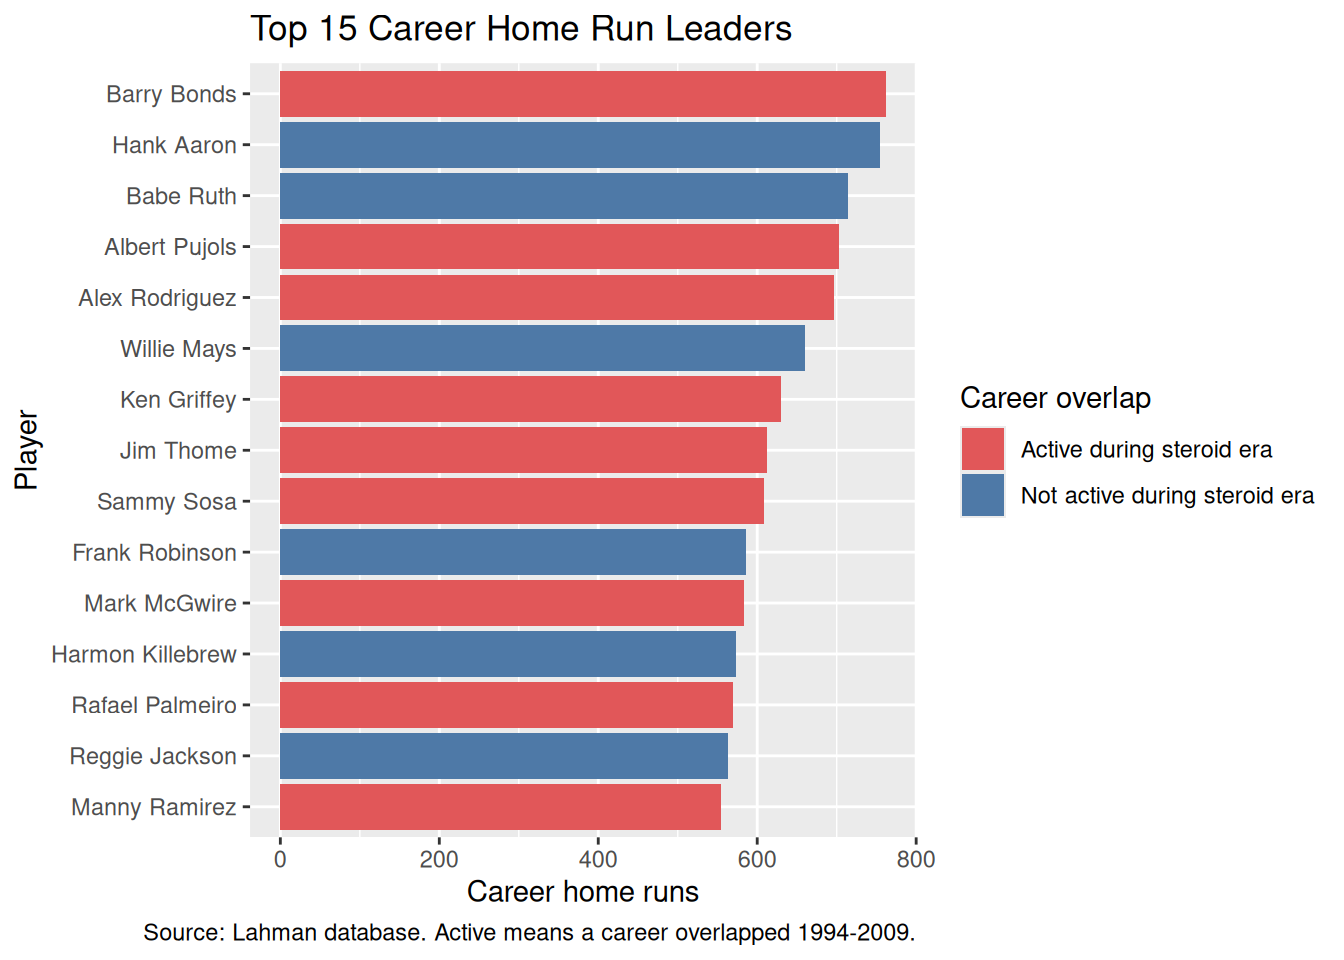 Top 15 Career Home Run Leaders
Player
Barry Bonds
Hank Aaron
Babe Ruth
Albert Pujols
Alex Rodriguez
Willie Mays
Ken Griffey
Jim Thome
Sammy Sosa
Frank Robinson
Mark McGwire
Harmon Killebrew
Rafael Palmeiro
Reggie Jackson
Manny Ramirez
0 200 400 600 800
Career home runs
Career overlap
Active during steroid era
Not active during steroid era
Source: Lahman database. Active means a career overlapped 1994-2009.